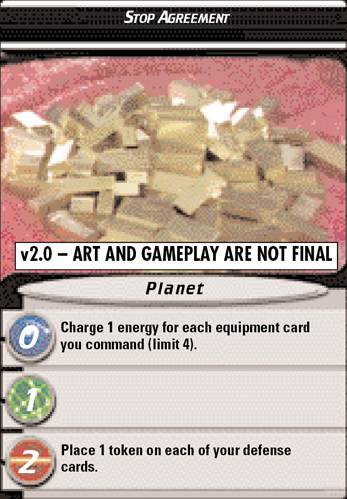 Stop Agreement
v2.0 – ART AND GAMEPLAY ARE NOT FINAL
Planet
0
Charge 1 energy for each equipment card
you command (limit 4).
1
2
Place 1 token on each of your defense
cards.